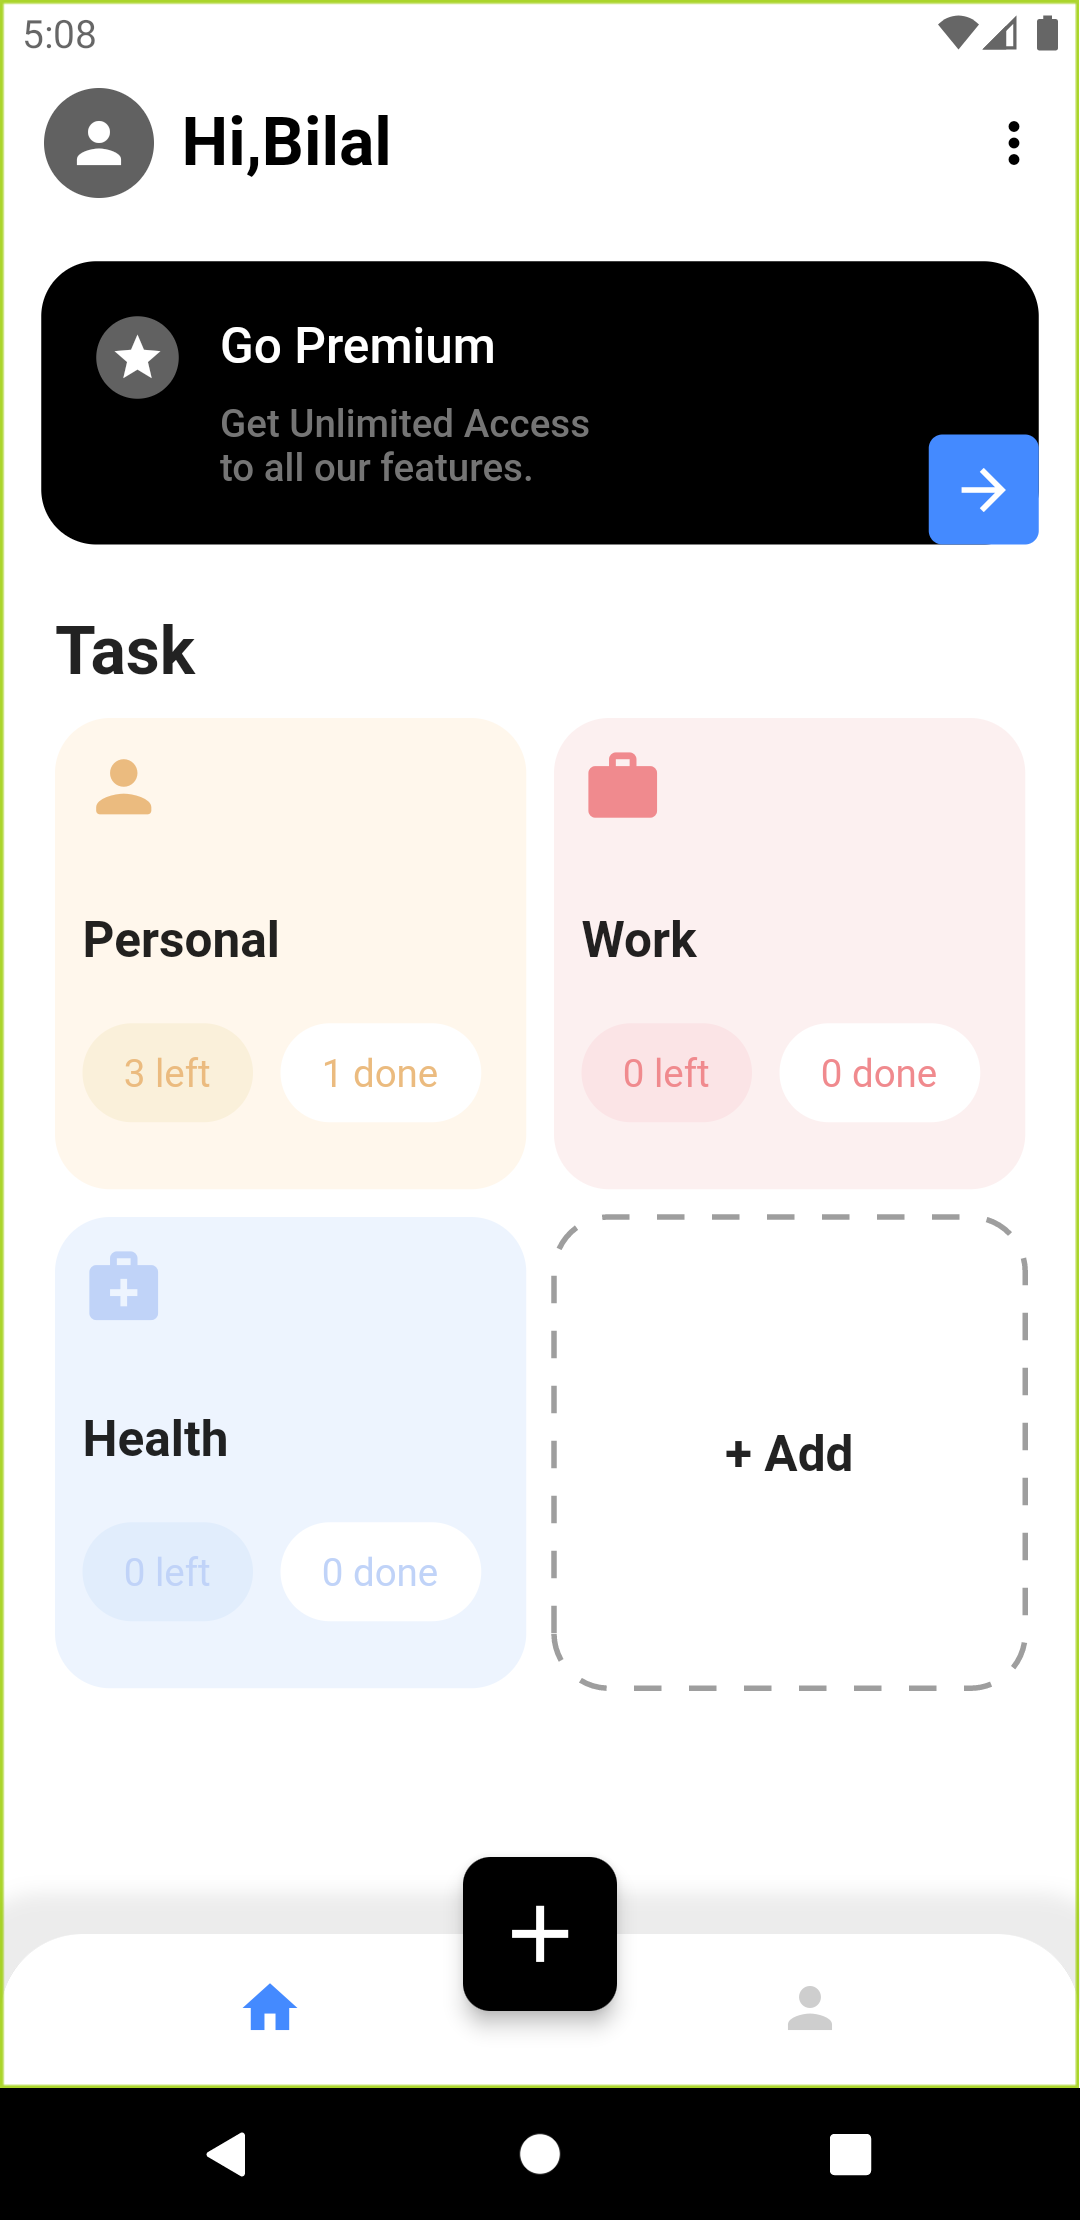 5:08
Hi,Bilal
Go Premium
Get Unlimited Access
to all our features.
Task
Personal
3 left
1 done
Work
0 left
0 done
Health
0 left
0 done
+ Add